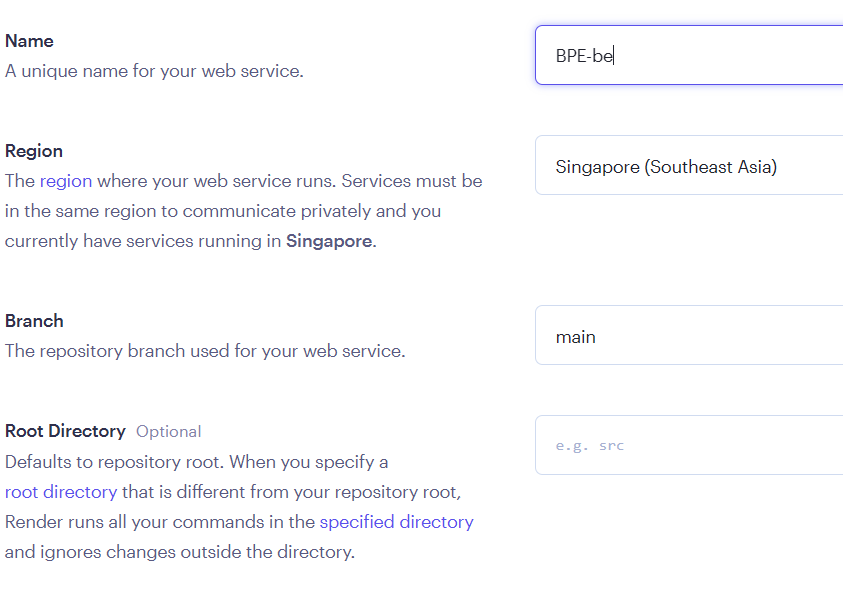 Name
A unique name for your web service.
BPE-be
Region
The region where your web service runs. Services must be
in the same region to communicate privately and you
currently have services running in Singapore.
Singapore (Southeast Asia)
Branch
The repository branch used for your web service.
main
Root Directory Optional
Defaults to repository root. When you specify a
root directory that is different from your repository root,
Render runs all your commands in the specified directory
and ignores changes outside the directory.
e.g. src